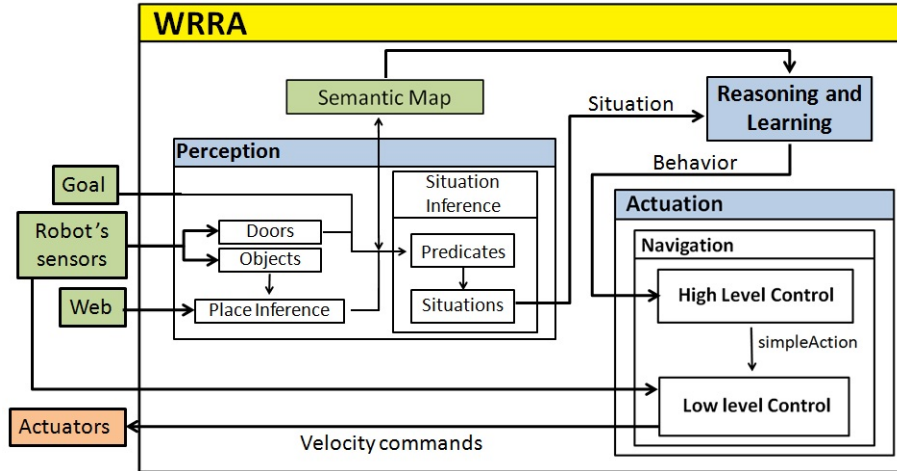 WRRA
Semantic Map
Situation
Reasoning and
Learning
Perception
Behavior
Goal
Situation
Inference
Actuation
Robot's
sensors
Doors
Objects
Predicates
Navigation
Web
Place Inference
Situations
High Level Control
simpleAction
Low level Control
Actuators
Velocity commands